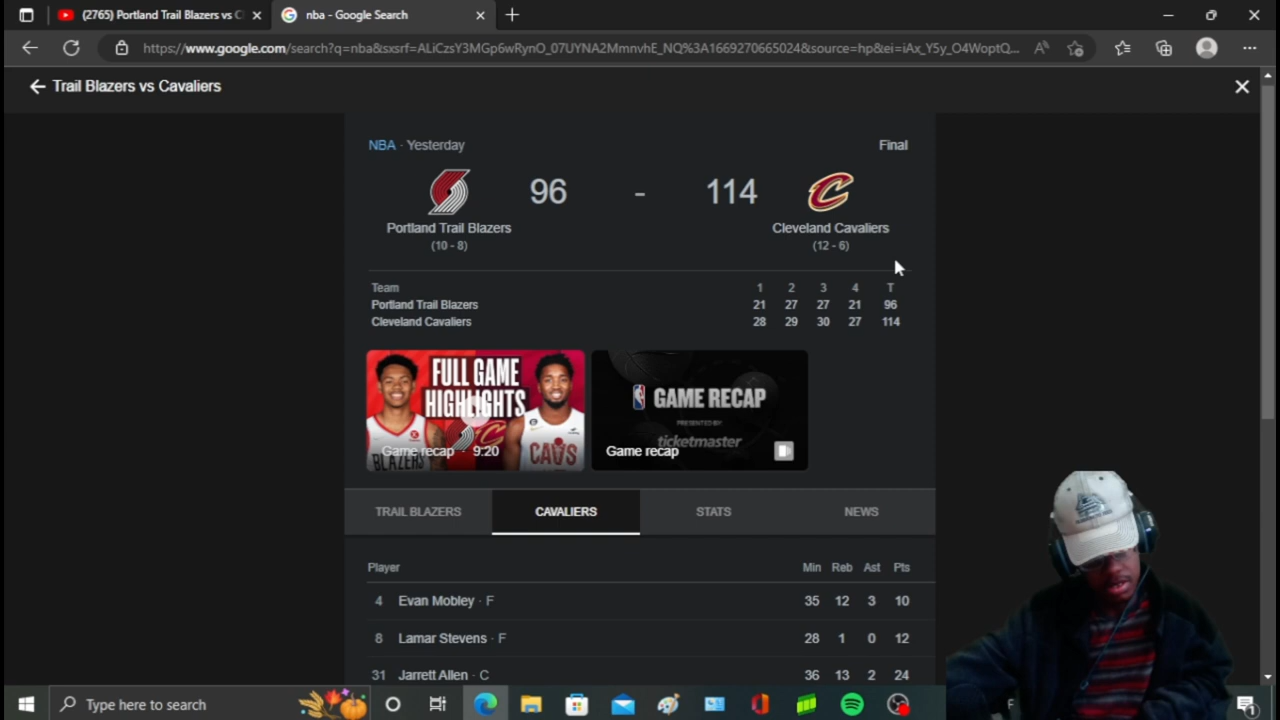 (2765) Portland Trail Blazers vs C
nba - Google Search
https://www.google.com/search?q=nba&sxsrf=ALiCzsY3MGp6wRynO_07UYNA2MmnvhE_NQ%3A1669270665024&source=hp&ei=iAx_Y5y_O4WoptQ...
Trail Blazers vs Cavaliers
NBA · Yesterday Final
96 - 114
Portland Trail Blazers Cleveland Cavaliers
(10 - 8) (12 - 6)
Team 1 2 3 4 T
Portland Trail Blazers 21 27 27 21 96
Cleveland Cavaliers 28 29 30 27 114
FULL GAME
HIGHLIGHTS
BLAZERS
CAVS
Game recap · 9:20
GAME RECAP
PRESENTED BY
ticketmaster
Game recap
TRAIL BLAZERS CAVALIERS STATS NEWS
Player Min Reb Ast Pts
4 Evan Mobley · F 35 12 3 10
8 Lamar Stevens · F 28 1 0 12
31 Jarrett Allen · C 36 13 2 24
Type here to search
F
1